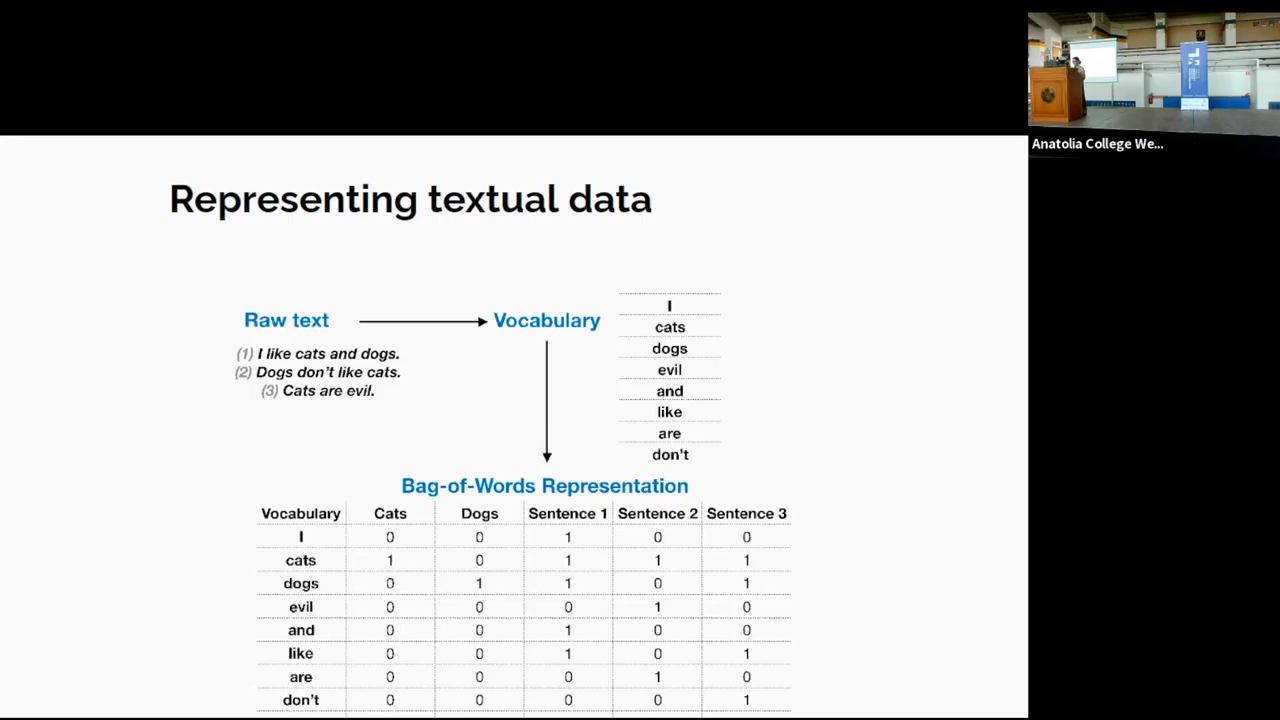 Anatolia College We...
Representing textual data
Raw text
Vocabulary
(1) I like cats and dogs.
(2) Dogs don't like cats.
(3) Cats are evil.
I
cats
dogs
evil
and
like
are
don't
Bag-of-Words Representation
Vocabulary Cats Dogs Sentence 1 Sentence 2 Sentence 3
I 0 0 1 0 0
cats 1 0 1 1 1
dogs 0 1 1 0 1
evil 0 0 0 1 0
and 0 0 1 0 0
like 0 0 1 0 1
are 0 0 0 1 0
don't 0 0 0 0 1